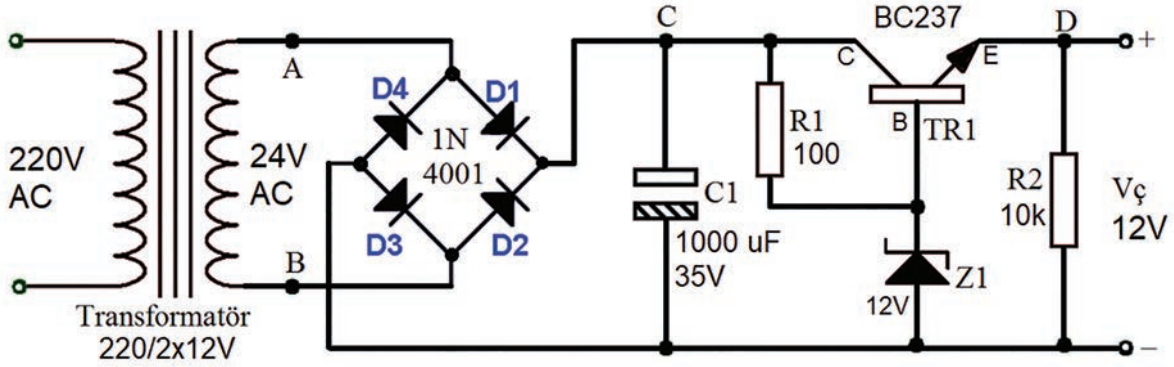 220V
AC
24V
AC
A
B
Transformatör
220/2x12V
D4
D1
1N
4001
D3
D2
C
C1
1000 uF
35V
R1
100
BC237
C
E
B
TR1
12V
Z1
D
R2
10k
+
Vç
12V
−